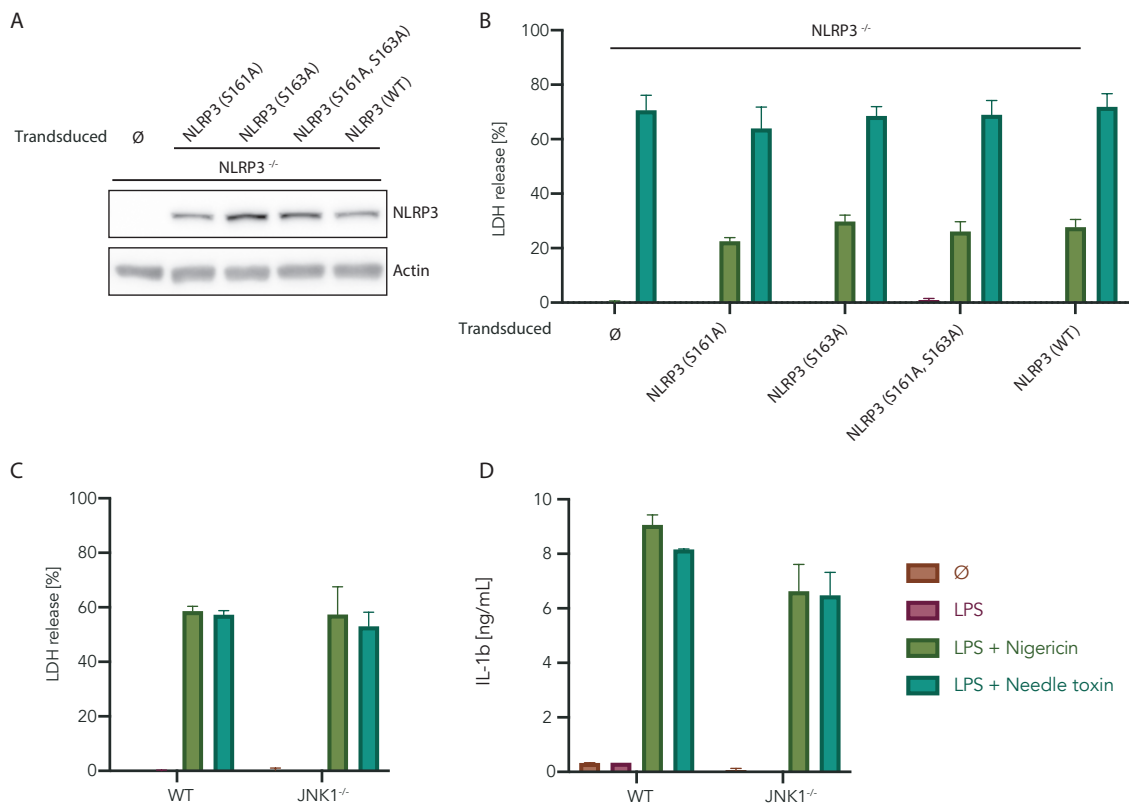 A
Trandsduced
Ø
NLRP3 (S161A)
NLRP3 (S163A)
NLRP3 (S161A, S163A)
NLRP3 (WT)
NLRP3 -/-
NLRP3
Actin
B
NLRP3 -/-
LDH release [%]
100
80
60
40
20
0
Trandsduced
Ø
NLRP3 (S161A)
NLRP3 (S163A)
NLRP3 (S161A, S163A)
NLRP3 (WT)
C
LDH release [%]
100
80
60
40
20
0
WT
JNK1-/-
D
IL-1b [ng/mL]
10
8
6
4
2
0
WT
JNK1-/-
Ø
LPS
LPS + Nigericin
LPS + Needle toxin